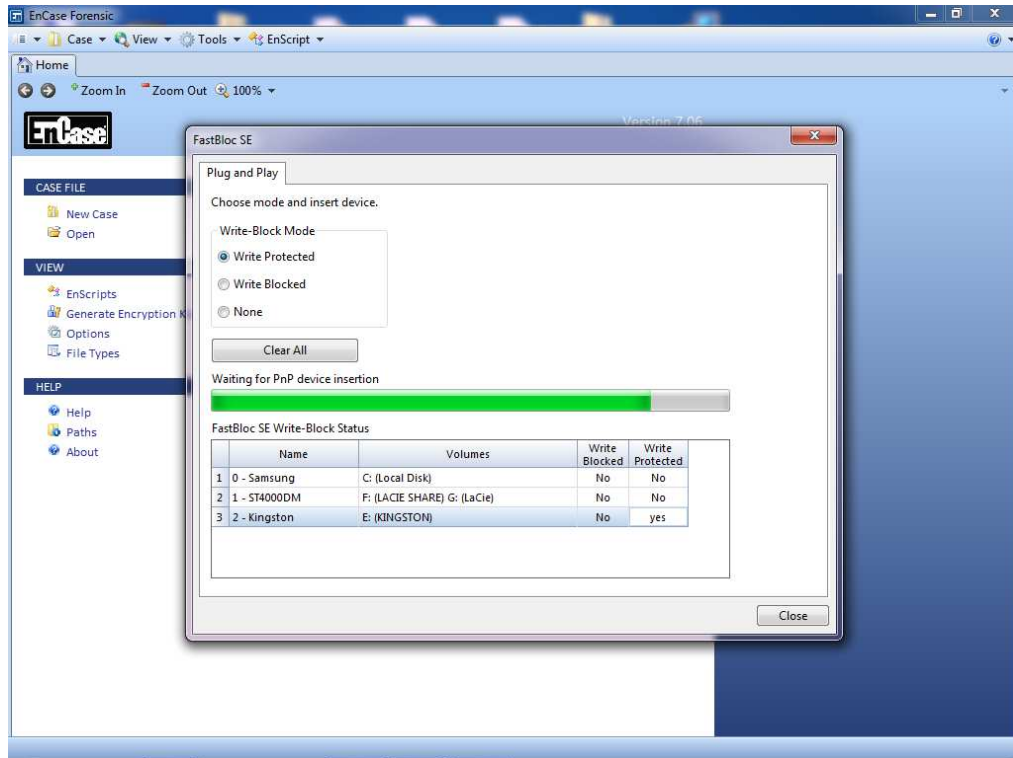 EnCase Forensic
Case View Tools EnScript
Home
Zoom In Zoom Out 100%
EnCase
Version 7.06
FastBloc SE
Plug and Play
CASE FILE
New Case
Open
VIEW
EnScripts
Generate Encryption
Options
File Types
HELP
Help
Paths
About
Choose mode and insert device.
Write-Block Mode
Write Protected
Write Blocked
None
Clear All
Waiting for PnP device insertion
FastBloc SE Write-Block Status
Name Volumes Write Blocked Write Protected
1 0 - Samsung C: (Local Disk) No No
2 1 - ST4000DM F: (LACIE SHARE) G: (LaCie) No No
3 2 - Kingston E: (KINGSTON) No yes
Close